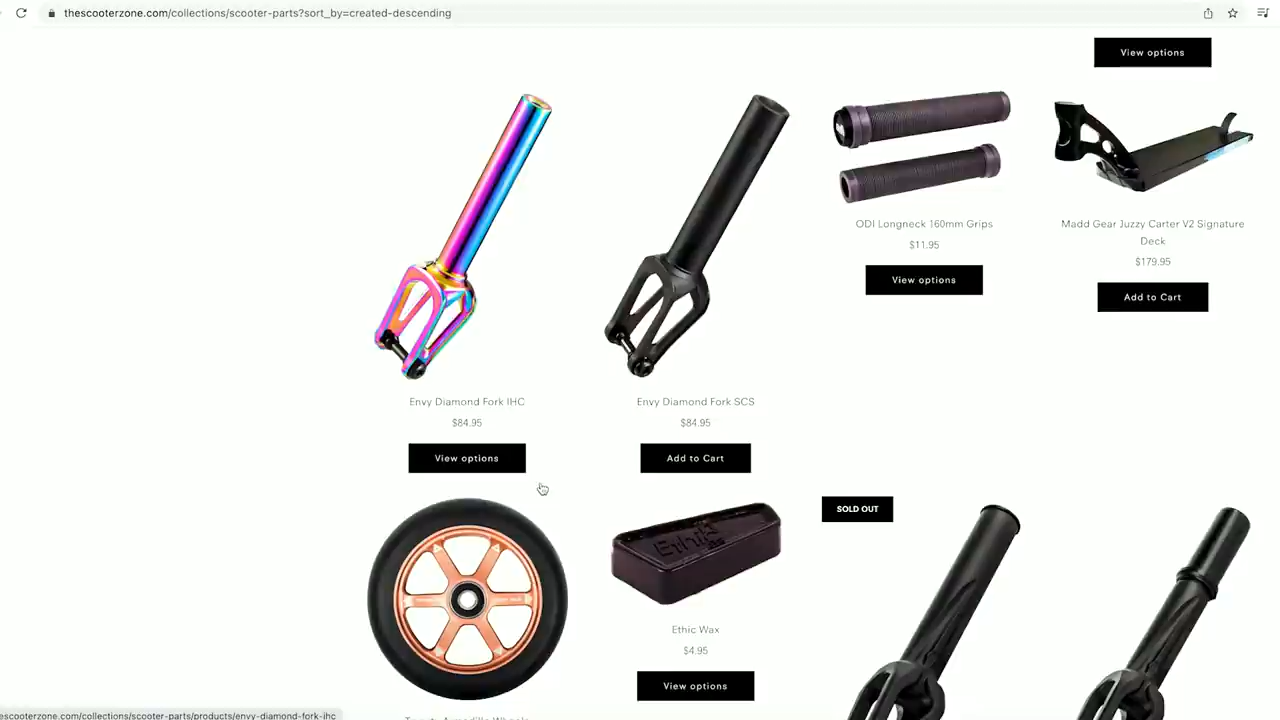 thescooterzone.com/collections/scooter-parts?sort_by=created-descending
View options
ODI Longneck 160mm Grips
$11.95
View options
Madd Gear Juzzy Carter V2 Signature
Deck
$179.95
Add to Cart
Envy Diamond Fork IHC
$84.95
View options
Envy Diamond Fork SCS
$84.95
Add to Cart
SOLD OUT
Ethic
Ethic Wax
$4.95
View options
escooterzone.com/collections/scooter-parts/products/envy-diamond-fork-ihc